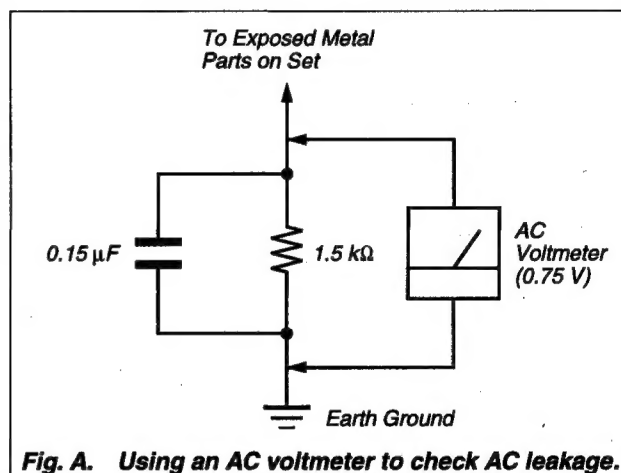 To Exposed Metal
Parts on Set
0.15 µF
1.5 kΩ
AC
Voltmeter
(0.75 V)
Earth Ground
Fig. A. Using an AC voltmeter to check AC leakage.